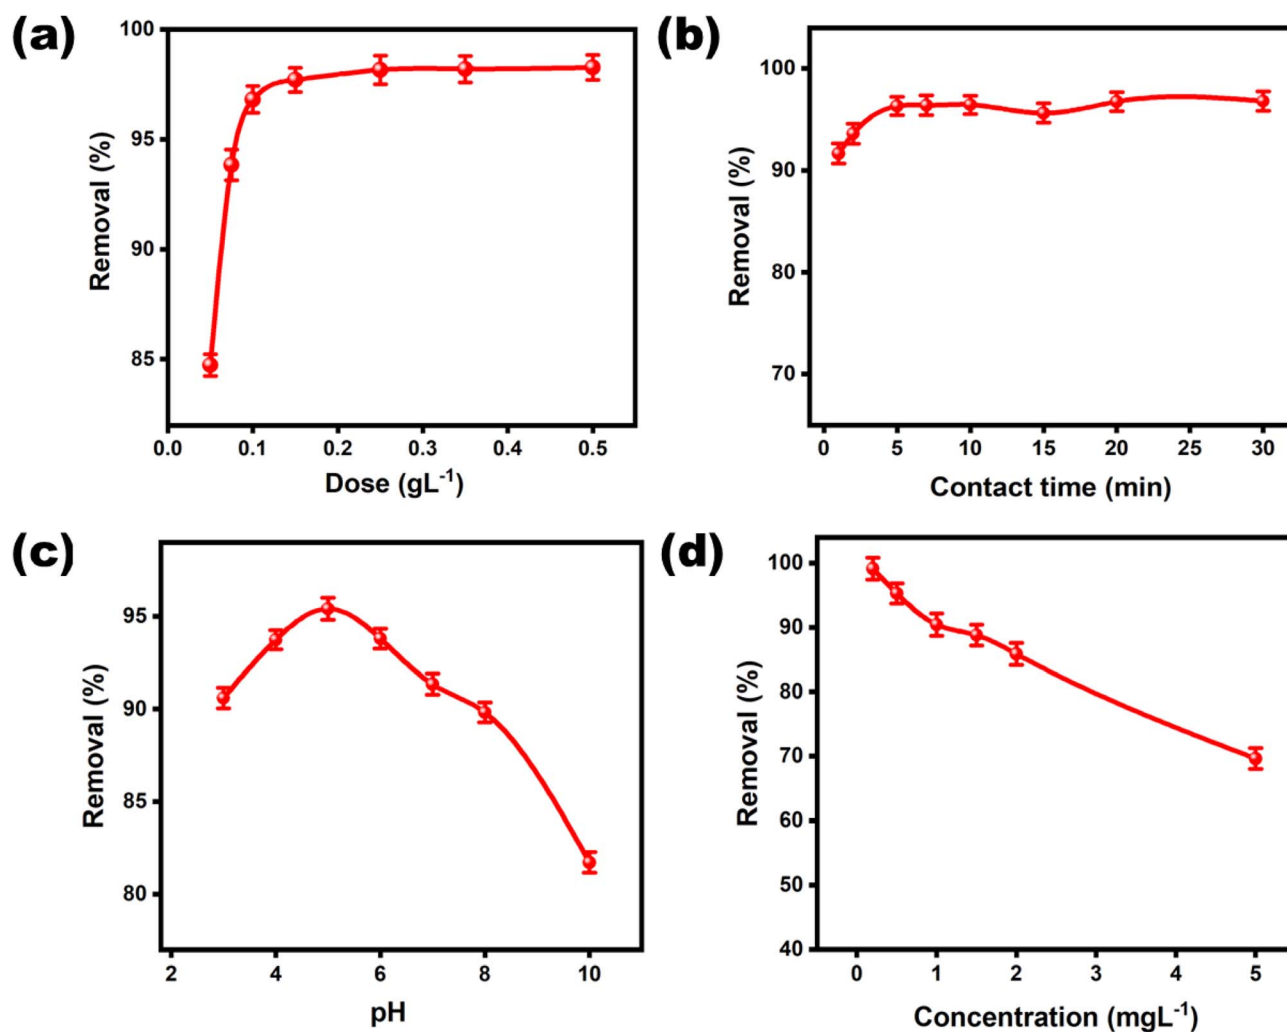 (a)
100
95
90
85
Removal (%)
0.0 0.1 0.2 0.3 0.4 0.5
Dose (gL⁻¹)
(b)
100
90
80
70
Removal (%)
0 5 10 15 20 25 30
Contact time (min)
(c)
95
90
85
80
Removal (%)
2 4 6 8 10
pH
(d)
100
90
80
70
60
50
40
Removal (%)
0 1 2 3 4 5
Concentration (mgL⁻¹)